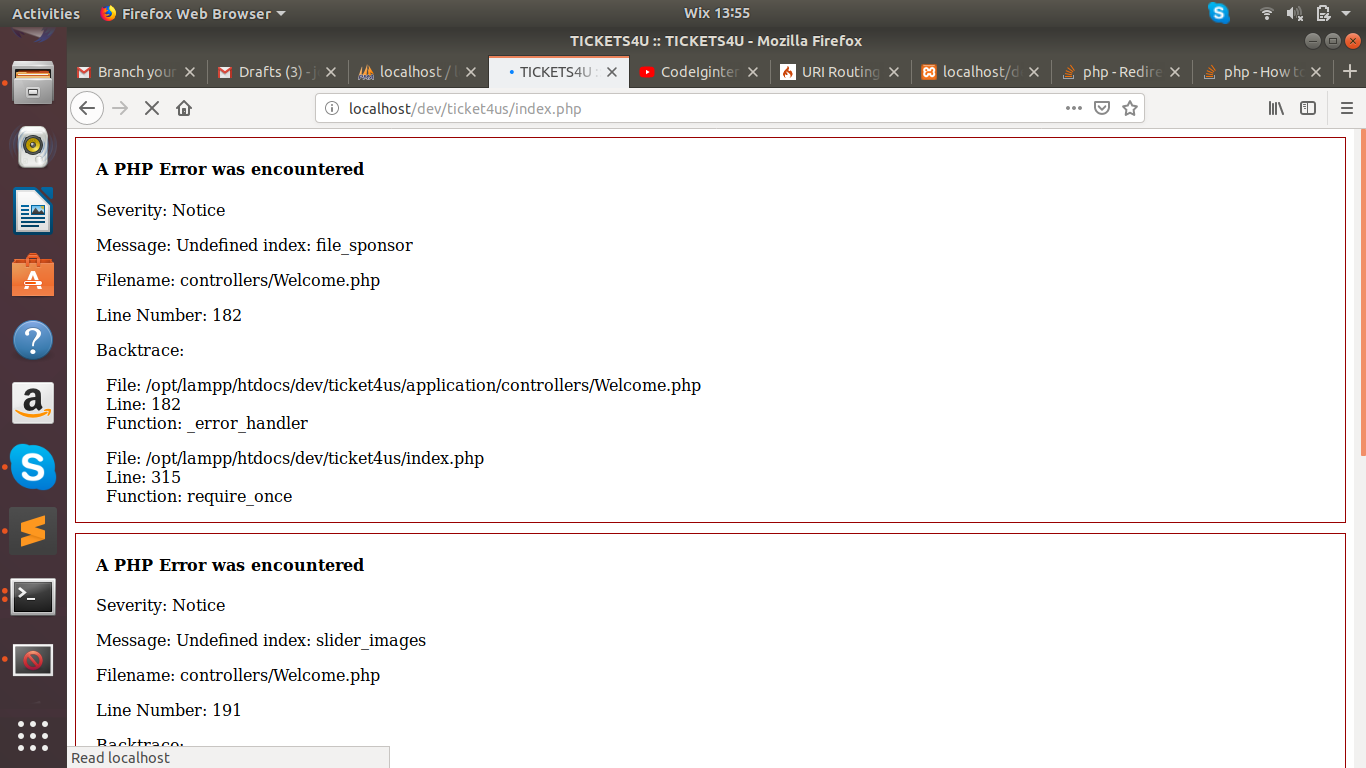 Activities
Firefox Web Browser
Wix 13:55
TICKETS4U :: TICKETS4U - Mozilla Firefox
Branch your
Drafts (3) - j
localhost / l
TICKETS4U :
CodeIginter
URI Routing
localhost/d
php - Redire
php - How to
localhost/dev/ticket4us/index.php
A PHP Error was encountered
Severity: Notice
Message: Undefined index: file_sponsor
Filename: controllers/Welcome.php
Line Number: 182
Backtrace:
File: /opt/lampp/htdocs/dev/ticket4us/application/controllers/Welcome.php
Line: 182
Function: _error_handler
File: /opt/lampp/htdocs/dev/ticket4us/index.php
Line: 315
Function: require_once
A PHP Error was encountered
Severity: Notice
Message: Undefined index: slider_images
Filename: controllers/Welcome.php
Line Number: 191
Backtrace:
Read localhost